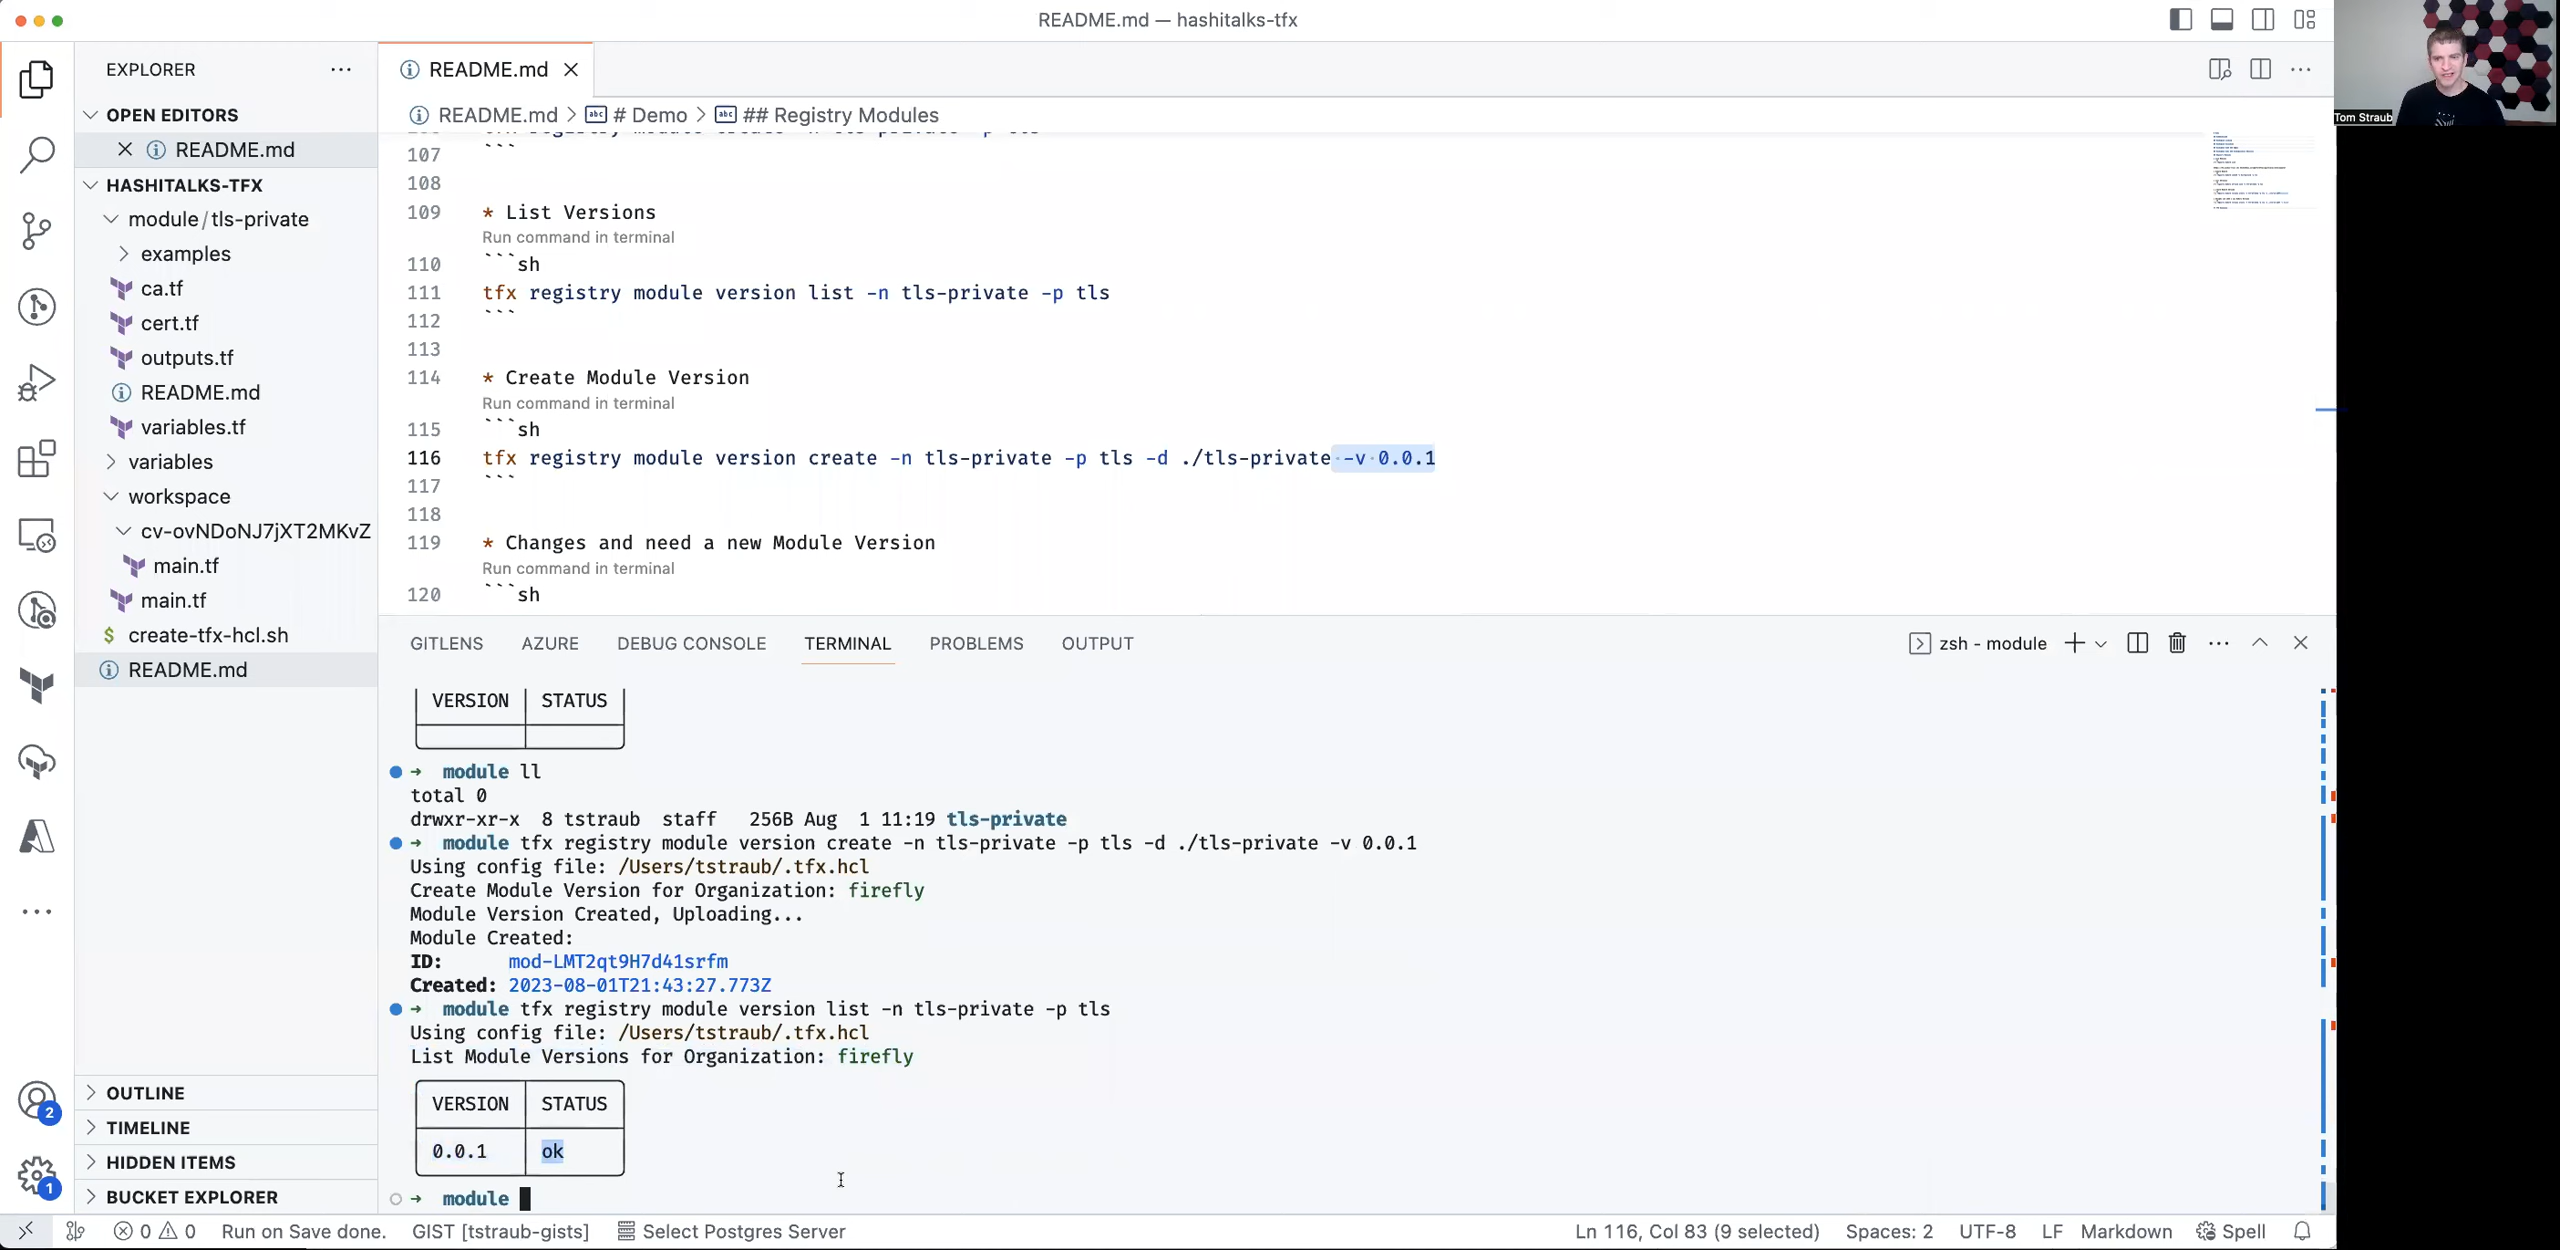 README.md — hashitalks-tfx
Tom Straub
EXPLORER
OPEN EDITORS
README.md
HASHITALKS-TFX
module/tls-private
examples
ca.tf
cert.tf
outputs.tf
README.md
variables.tf
variables
workspace
cv-ovNDoNJ7jXT2MKvZ
main.tf
main.tf
$ create-tfx-hcl.sh
README.md
OUTLINE
TIMELINE
HIDDEN ITEMS
BUCKET EXPLORER
2
1
README.md
README.md > # Demo > ## Registry Modules
107 ```
108
109 * List Versions
Run command in terminal
110 ```sh
111 tfx registry module version list -n tls-private -p tls
112 ```
113
114 * Create Module Version
Run command in terminal
115 ```sh
116 tfx registry module version create -n tls-private -p tls -d ./tls-private -v 0.0.1
117 ```
118
119 * Changes and need a new Module Version
Run command in terminal
120 ```sh
GITLENS AZURE DEBUG CONSOLE TERMINAL PROBLEMS OUTPUT
zsh - module
VERSION STATUS
➜ module ll
total 0
drwxr-xr-x 8 tstraub staff 256B Aug 1 11:19 tls-private
➜ module tfx registry module version create -n tls-private -p tls -d ./tls-private -v 0.0.1
Using config file: /Users/tstraub/.tfx.hcl
Create Module Version for Organization: firefly
Module Version Created, Uploading...
Module Created:
ID: mod-LMT2qt9H7d41srfm
Created: 2023-08-01T21:43:27.773Z
➜ module tfx registry module version list -n tls-private -p tls
Using config file: /Users/tstraub/.tfx.hcl
List Module Versions for Organization: firefly
VERSION STATUS
0.0.1 ok
➜ module
0 0 Run on Save done. GIST [tstraub-gists] Select Postgres Server Ln 116, Col 83 (9 selected) Spaces: 2 UTF-8 LF Markdown Spell